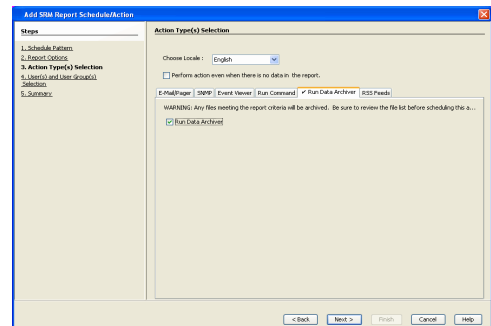 Add SRM Report Schedule/Action
Steps
1. Schedule Pattern
2. Report Options
3. Action Type(s) Selection
4. User(s) and User Group(s)
Selection
5. Summary
Action Type(s) Selection
Choose Locale : English
Perform action even when there is no data in the report.
E-Mail/Pager SNMP Event Viewer Run Command ✔ Run Data Archiver RSS Feeds
WARNING: Any files meeting the report criteria will be archived. Be sure to review the file list before scheduling this a...
Run Data Archiver
< Back Next > Finish Cancel Help